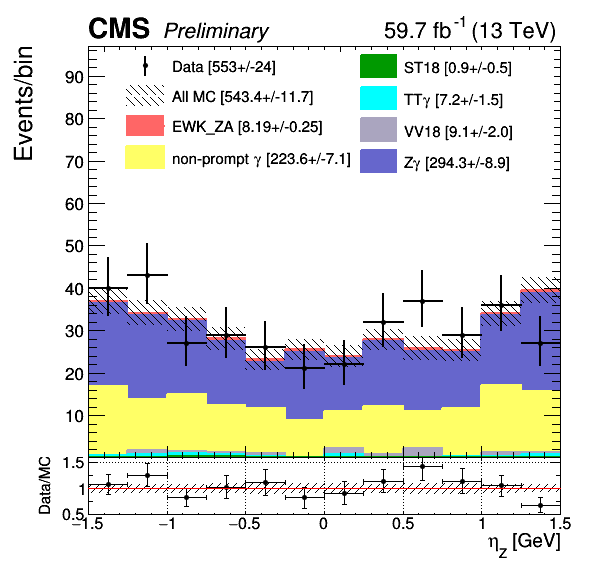 CMS Preliminary 59.7 fb⁻¹ (13 TeV)
Events/bin
Data [553+/-24]
All MC [543.4+/-11.7]
EWK_ZA [8.19+/-0.25]
non-prompt γ [223.6+/-7.1]
ST18 [0.9+/-0.5]
TTγ [7.2+/-1.5]
VV18 [9.1+/-2.0]
Zγ [294.3+/-8.9]
90
80
70
60
50
40
30
20
10
Data/MC
1.5
1
0.5
−1.5 −1 −0.5 0 0.5 1 1.5
η_Z [GeV]